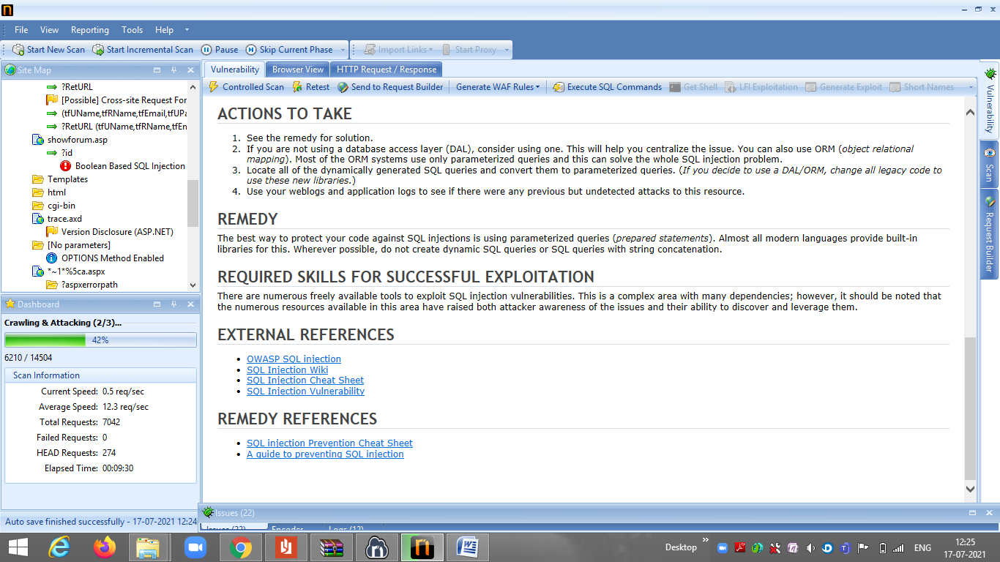 File View Reporting Tools Help
Start New Scan Start Incremental Scan Pause Skip Current Phase Import Links Start Proxy
Site Map
?RetURL
[Possible] Cross-site Request For
(tfUName,tfRName,tfEmail,tfUPa
?RetURL (tfUName,tfRName,tfEn
showforum.asp
?id
Boolean Based SQL Injection
Templates
html
cgi-bin
trace.axd
Version Disclosure (ASP.NET)
[No parameters]
OPTIONS Method Enabled
*~1*%5ca.aspx
?aspxerrorpath
Dashboard
Crawling & Attacking (2/3)...
42%
6210 / 14504
Scan Information
Current Speed: 0.5 req/sec
Average Speed: 12.3 req/sec
Total Requests: 7042
Failed Requests: 0
HEAD Requests: 274
Elapsed Time: 00:09:30
Auto save finished successfully - 17-07-2021 12:24
Vulnerability Browser View HTTP Request / Response
Controlled Scan Retest Send to Request Builder Generate WAF Rules Execute SQL Commands Get Shell LFI Exploitation Generate Exploit Short Names
ACTIONS TO TAKE
1. See the remedy for solution.
2. If you are not using a database access layer (DAL), consider using one. This will help you centralize the issue. You can also use ORM (object relational
mapping). Most of the ORM systems use only parameterized queries and this can solve the whole SQL injection problem.
3. Locate all of the dynamically generated SQL queries and convert them to parameterized queries. (If you decide to use a DAL/ORM, change all legacy code to
use these new libraries.)
4. Use your weblogs and application logs to see if there were any previous but undetected attacks to this resource.
REMEDY
The best way to protect your code against SQL injections is using parameterized queries (prepared statements). Almost all modern languages provide built-in
libraries for this. Wherever possible, do not create dynamic SQL queries or SQL queries with string concatenation.
REQUIRED SKILLS FOR SUCCESSFUL EXPLOITATION
There are numerous freely available tools to exploit SQL injection vulnerabilities. This is a complex area with many dependencies; however, it should be noted that
the numerous resources available in this area have raised both attacker awareness of the issues and their ability to discover and leverage them.
EXTERNAL REFERENCES
• OWASP SQL injection
• SQL Injection Wiki
• SQL Injection Cheat Sheet
• SQL Injection Vulnerability
REMEDY REFERENCES
• SQL injection Prevention Cheat Sheet
• A guide to preventing SQL injection
Vulnerability
Scan
Request Builder
Issues (22)
Issues (22) Encoder Logs (12)
Desktop ENG 12:25
17-07-2021